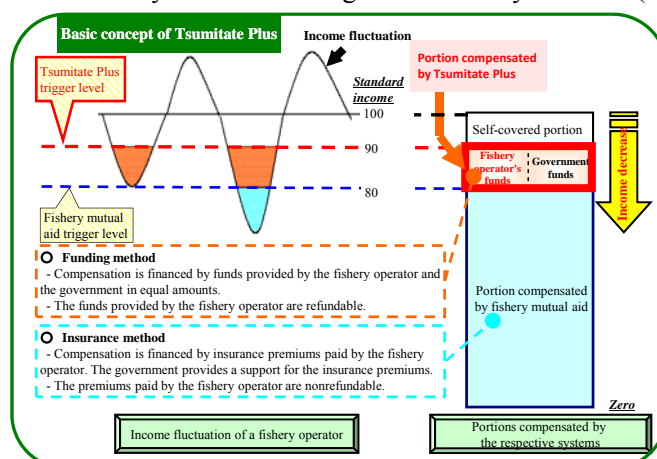 Basic concept of Tsumitate Plus
Income fluctuation
Tsumitate Plus
trigger level
Standard
income
Portion compensated
by Tsumitate Plus
100
Self-covered portion
90
Fishery
operator's
funds
Government
funds
80
Income decrease
Fishery mutual
aid trigger level
Funding method
- Compensation is financed by funds provided by the fishery operator and
the government in equal amounts.
- The funds provided by the fishery operator are refundable.
Portion compensated
by fishery mutual aid
Insurance method
- Compensation is financed by insurance premiums paid by the fishery
operator. The government provides a support for the insurance premiums.
- The premiums paid by the fishery operator are nonrefundable.
Zero
Income fluctuation of a fishery operator
Portions compensated by
the respective systems